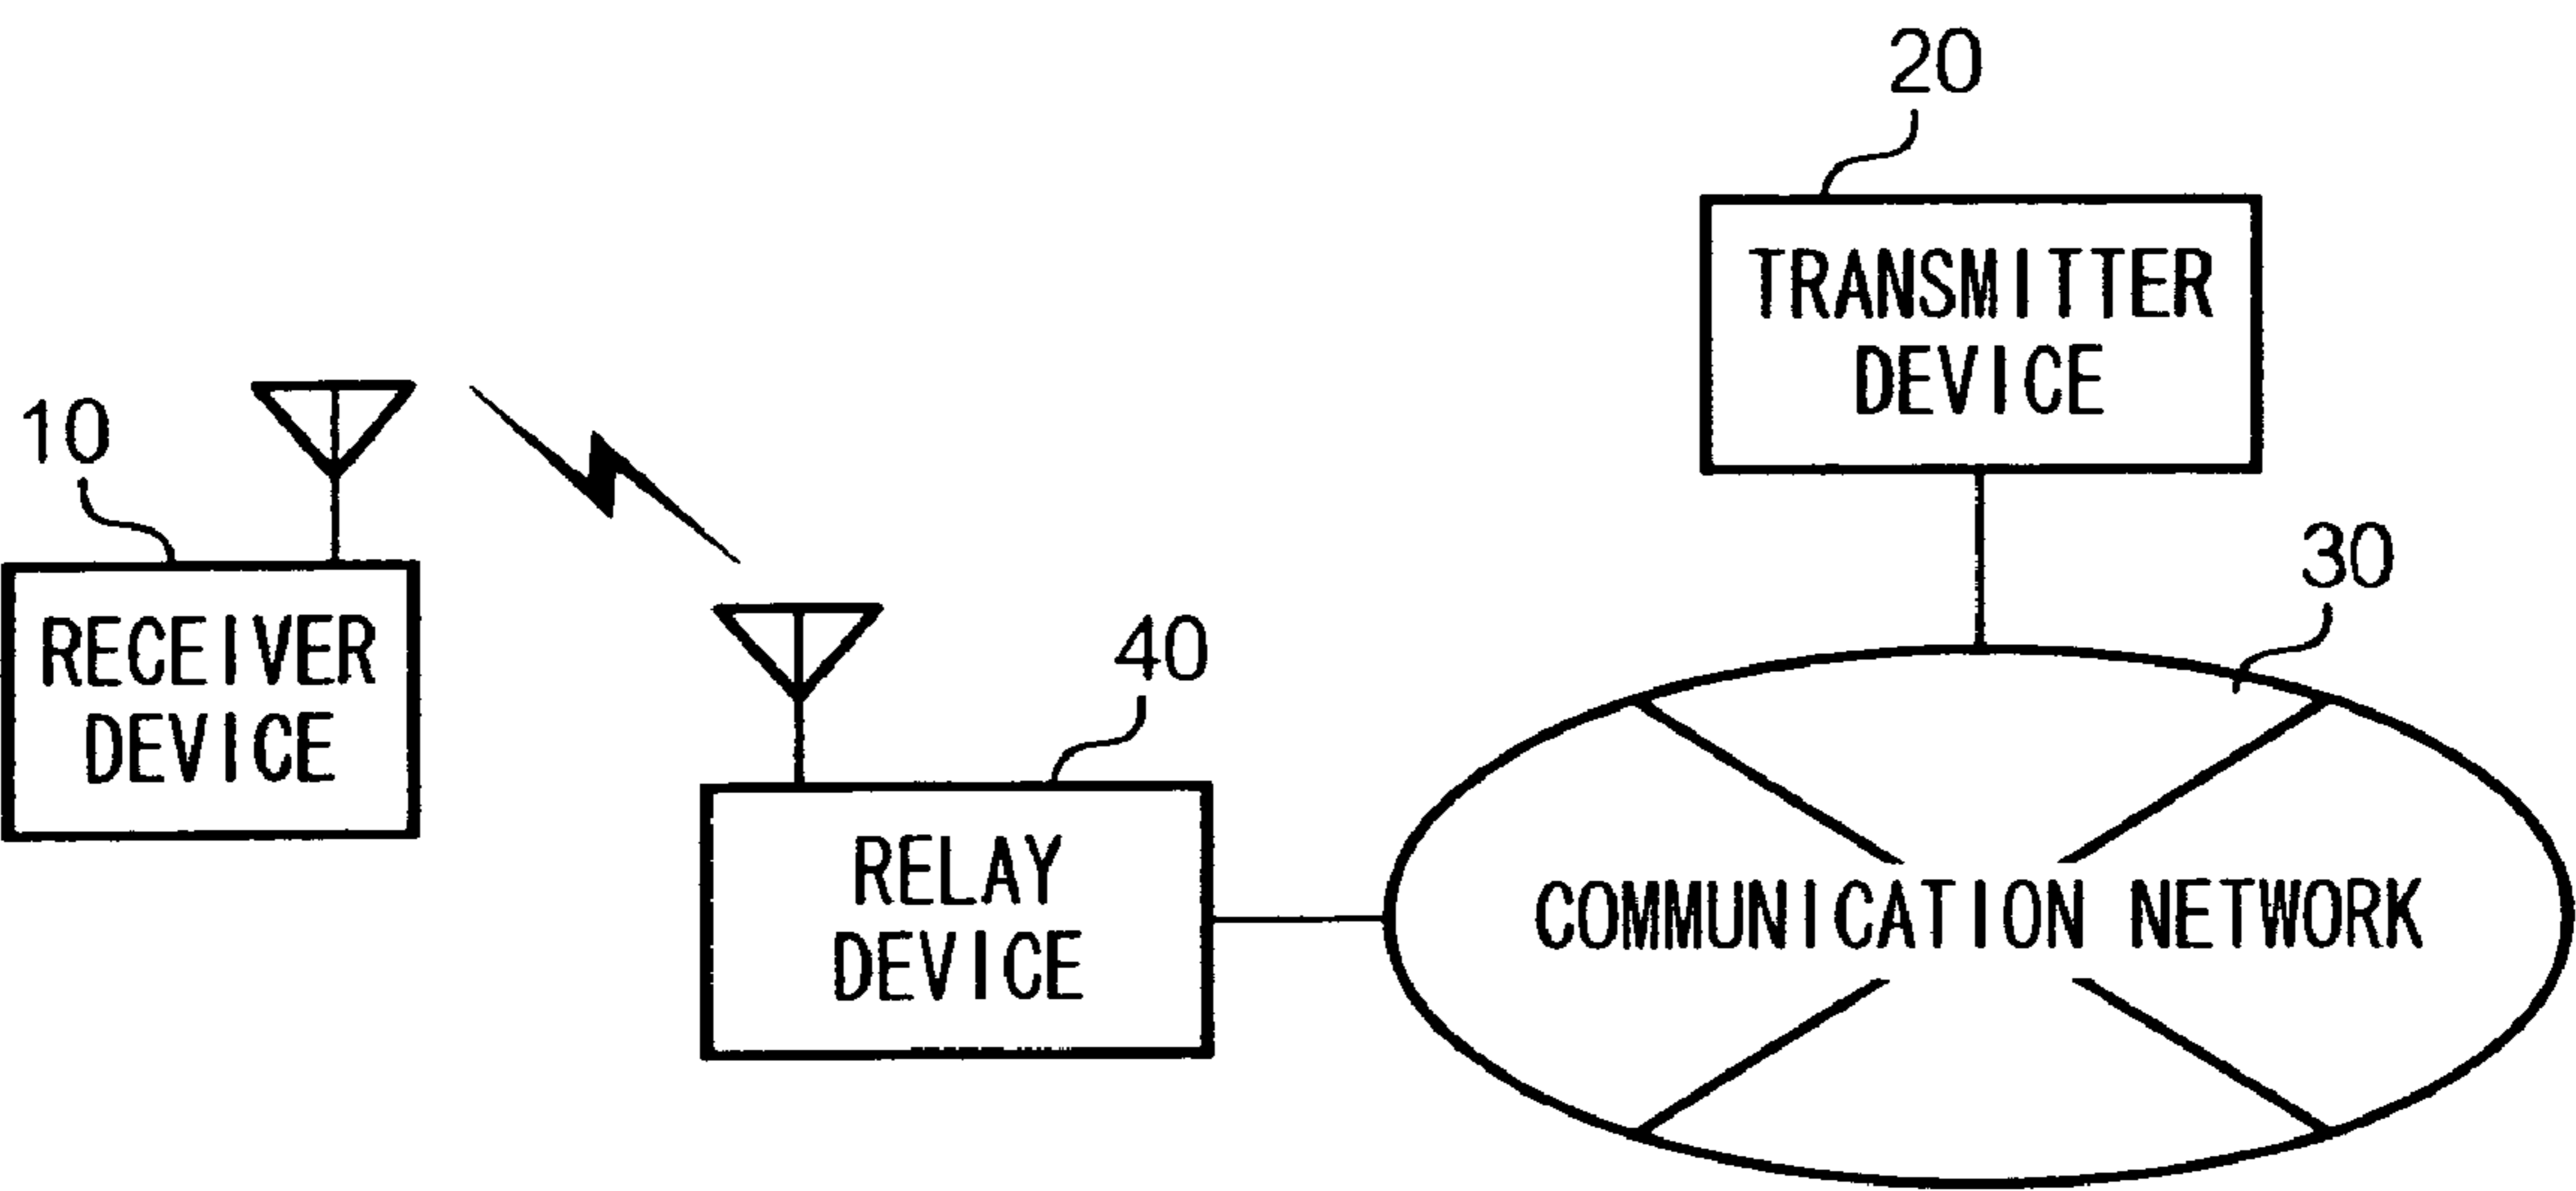 20
TRANSMITTER
DEVICE
10
30
RECEIVER
DEVICE
40
RELAY
DEVICE
COMMUNICATION NETWORK